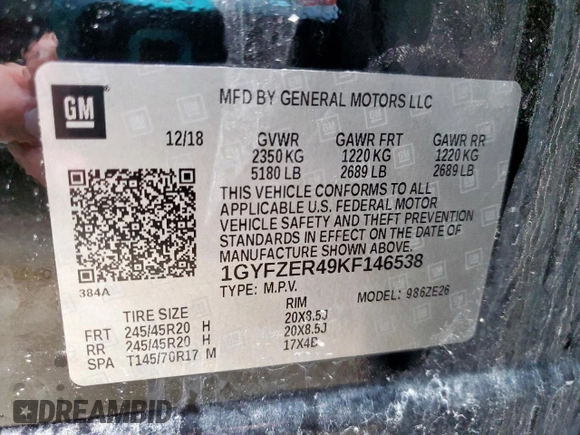 GM
MFD BY GENERAL MOTORS LLC
12/18 GVWR GAWR FRT GAWR RR
2350 KG 1220 KG 1220 KG
5180 LB 2689 LB 2689 LB
THIS VEHICLE CONFORMS TO ALL
APPLICABLE U.S. FEDERAL MOTOR
VEHICLE SAFETY AND THEFT PREVENTION
STANDARDS IN EFFECT ON THE DATE OF
MANUFACTURE SHOWN ABOVE.
384A
1GYFZER49KF146538
TYPE: M.P.V. MODEL: 986ZE26
TIRE SIZE RIM
FRT 245/45R20 H 20X8.5J
RR 245/45R20 H 20X8.5J
SPA T145/70R17 M 17X4B
DREAMBID